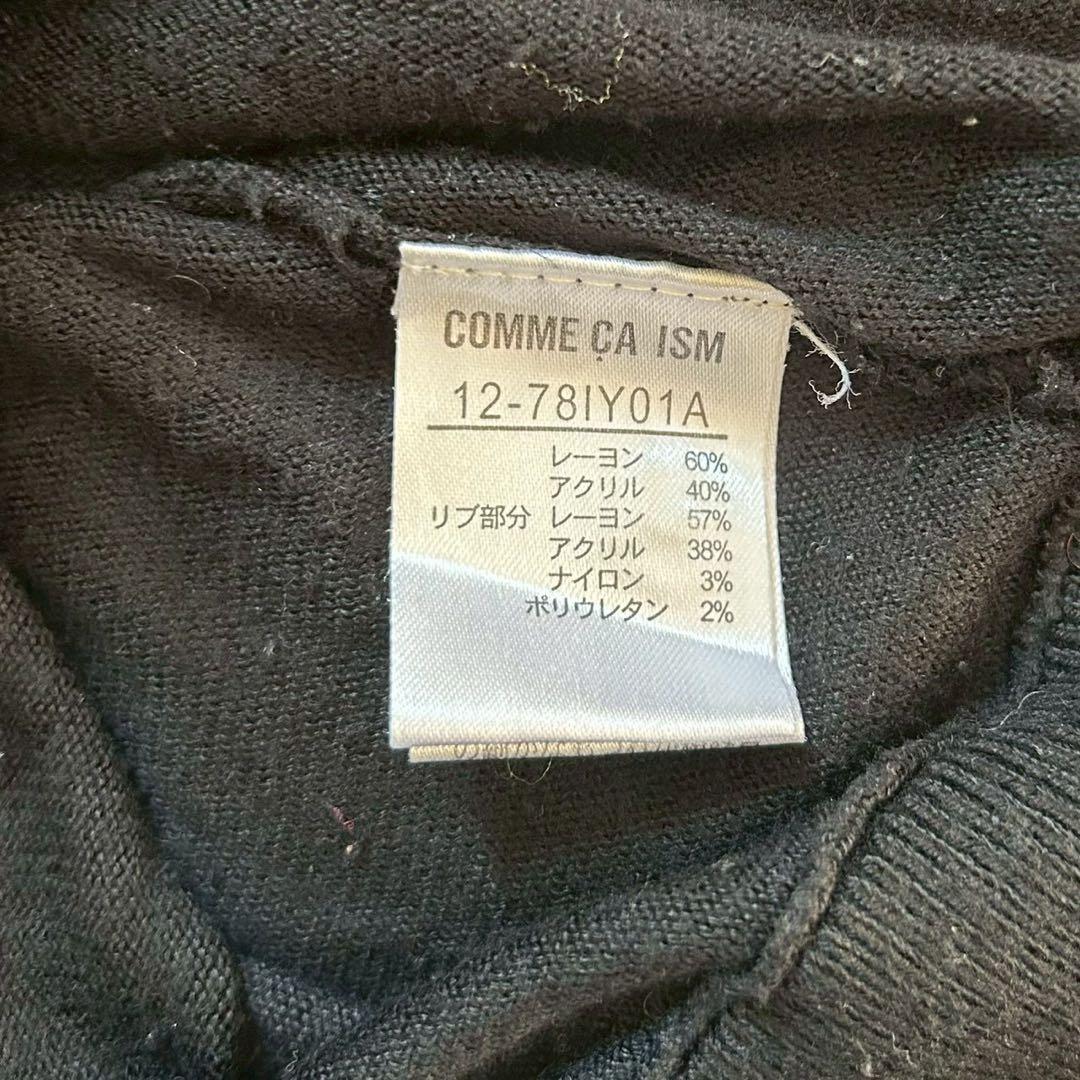 COMME ÇA ISM
12-78IY01A
レーヨン 60%
アクリル 40%
リブ部分 レーヨン 57%
アクリル 38%
ナイロン 3%
ポリウレタン 2%